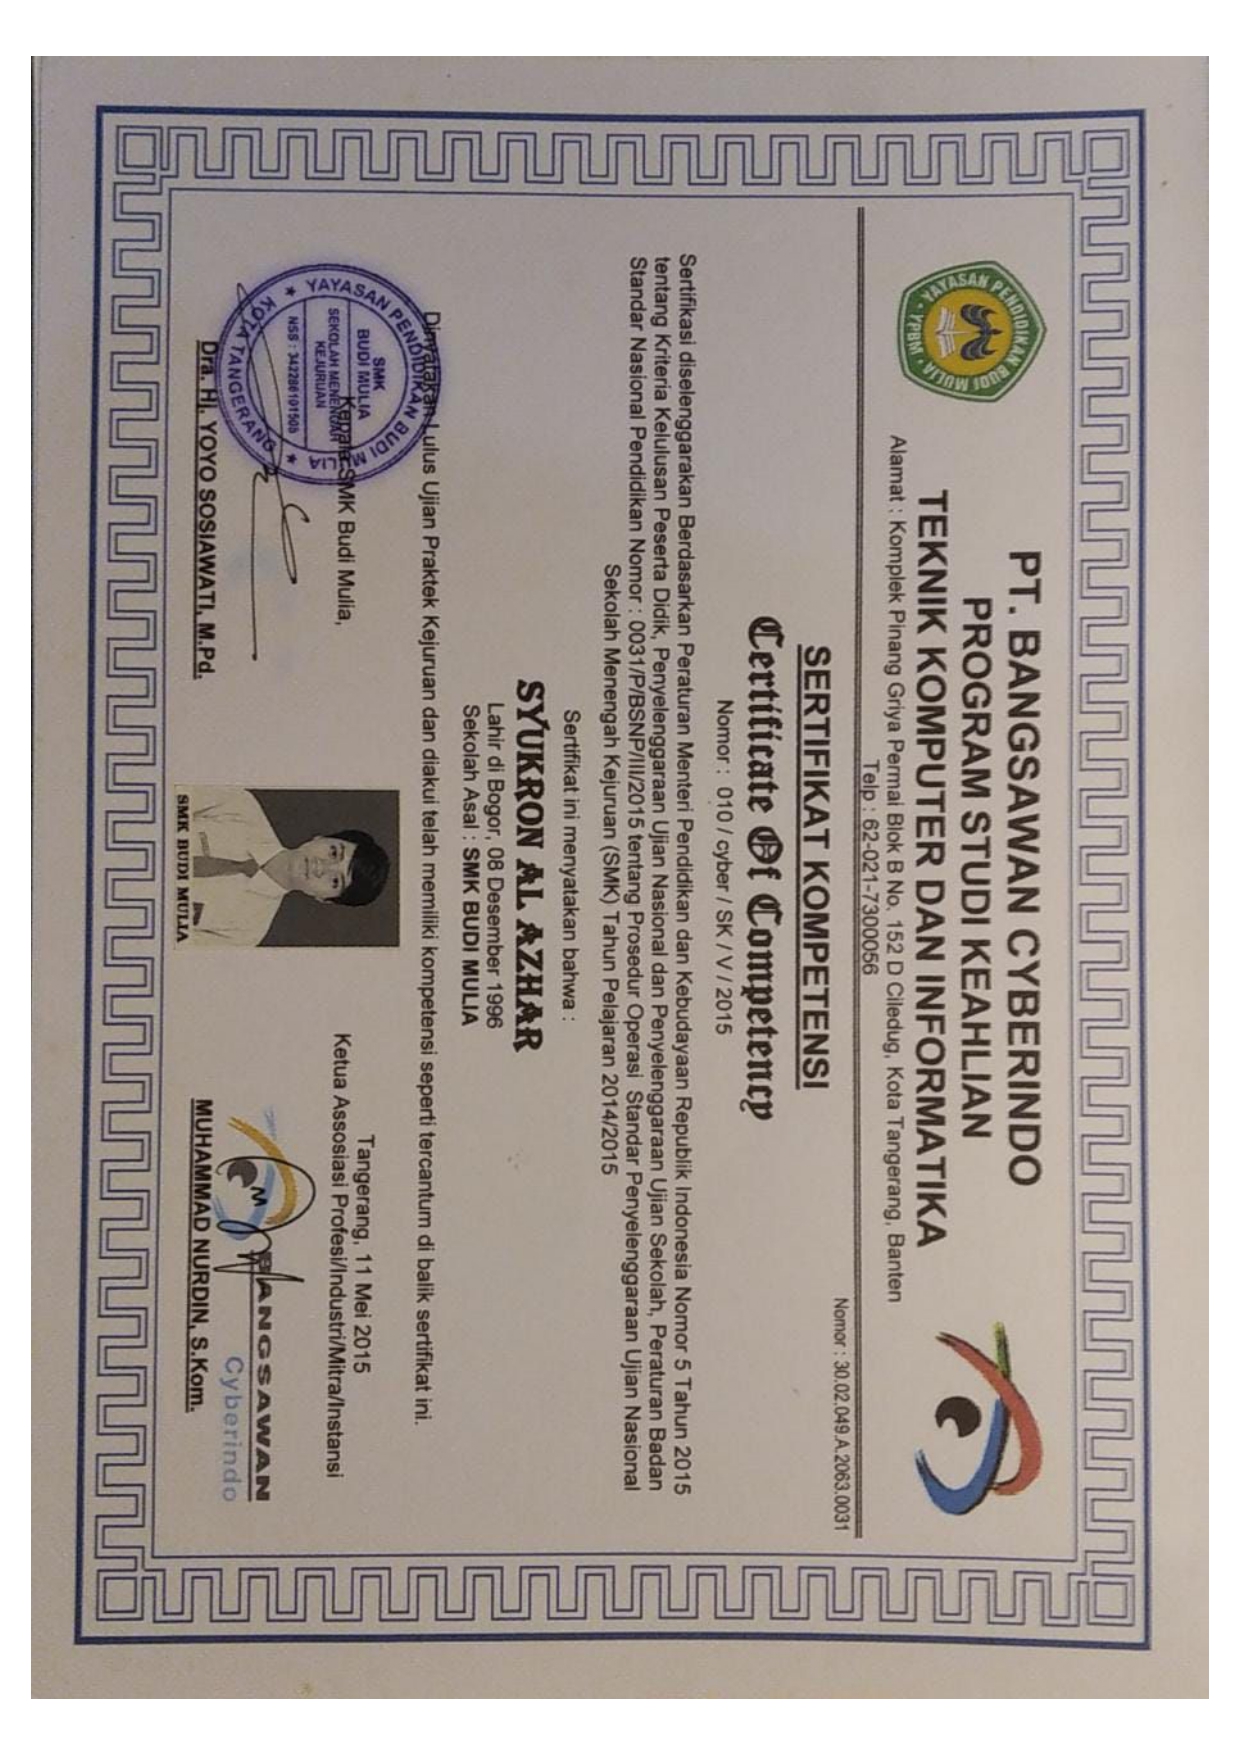 PT. BANGSAWAN CYBERINDO
PROGRAM STUDI KEAHLIAN
TEKNIK KOMPUTER DAN INFORMATIKA
Alamat : Komplek Pinang Griya Permai Blok B No. 152 D Ciledug, Kota Tangerang, Banten
Telp : 62-021-7300056
YAYASAN PENDIDIKAN BUDI MULIA
YPBM
Nomor : 30.02.049.A.2063.0031
SERTIFIKAT KOMPETENSI
Certificate Of Competency
Nomor : 010 / cyber / SK / V / 2015
Sertifikasi diselenggarakan Berdasarkan Peraturan Menteri Pendidikan dan Kebudayaan Republik Indonesia Nomor 5 Tahun 2015
tentang Kriteria Kelulusan Peserta Didik, Penyelenggaraan Ujian Nasional dan Penyelenggaraan Ujian Sekolah, Peraturan Badan
Standar Nasional Pendidikan Nomor : 0031/P/BSNP/III/2015 tentang Prosedur Operasi Standar Penyelenggaraan Ujian Nasional
Sekolah Menengah Kejuruan (SMK) Tahun Pelajaran 2014/2015
Sertifikat ini menyatakan bahwa :
SYUKRON AL AZHAR
Lahir di Bogor, 08 Desember 1996
Sekolah Asal : SMK BUDI MULIA
Dinyatakan Lulus Ujian Praktek Kejuruan dan diakui telah memiliki kompetensi seperti tercantum di balik sertifikat ini.
Kepala SMK Budi Mulia,
YAYASAN PENDIDIKAN BUDI MULIA
SMK
BUDI MULIA
SEKOLAH MENENGAH
KEJURUAN
NSS : 342286101508
KOTA TANGERANG
Dra. Hj. YOYO SOSIAWATI, M.Pd.
SMK BUDI MULIA
Tangerang, 11 Mei 2015
Ketua Assosiasi Profesi/Industri/Mitra/Instansi
BANGSAWAN
Cyberindo
MUHAMMAD NURDIN, S.Kom.